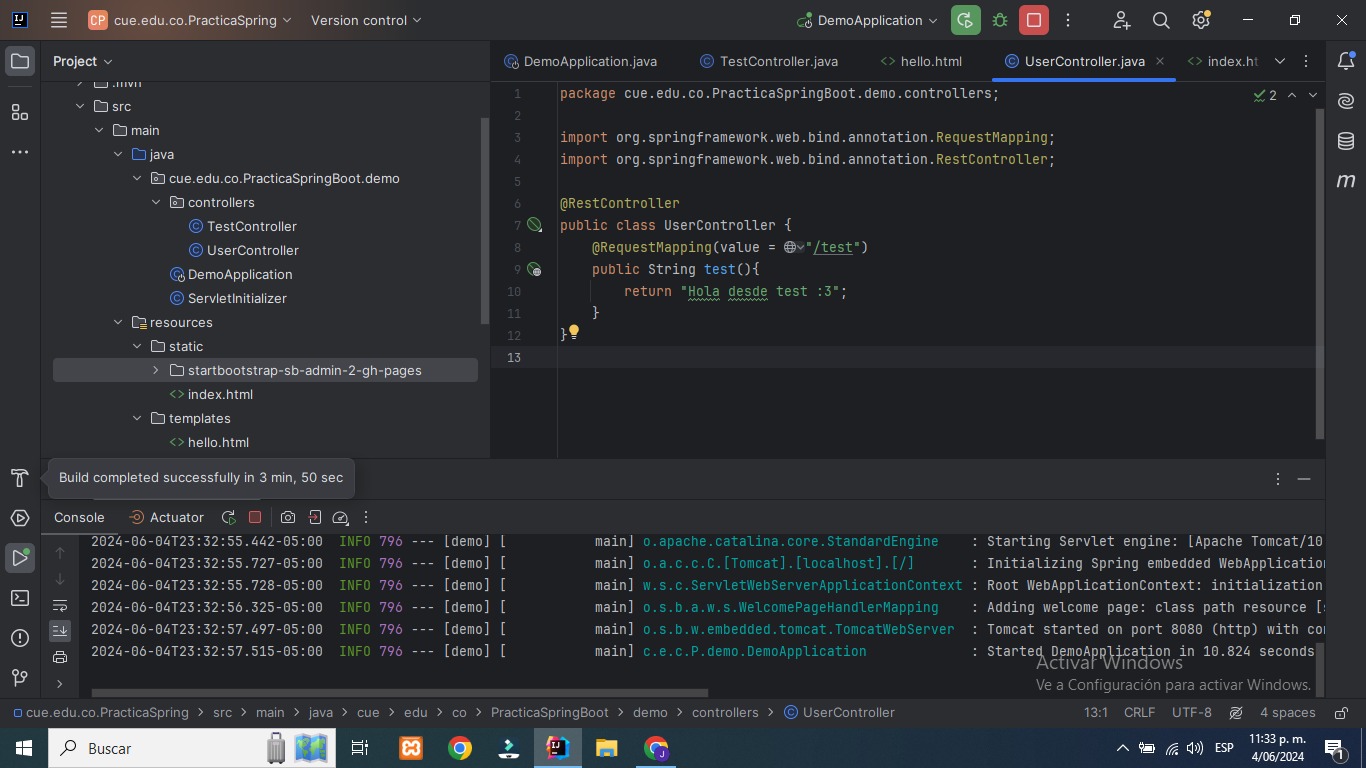 CP cue.edu.co.PracticaSpring Version control DemoApplication
Project
DemoApplication.java TestController.java hello.html UserController.java index.ht
.mvn
src
main
java
cue.edu.co.PracticaSpringBoot.demo
controllers
TestController
UserController
DemoApplication
ServletInitializer
resources
static
startbootstrap-sb-admin-2-gh-pages
index.html
templates
hello.html
1 package cue.edu.co.PracticaSpringBoot.demo.controllers;
2
3 import org.springframework.web.bind.annotation.RequestMapping;
4 import org.springframework.web.bind.annotation.RestController;
5
6 @RestController
7 public class UserController {
8 @RequestMapping(value = "/test")
9 public String test(){
10 return "Hola desde test :3";
11 }
12 }
13
2
Build completed successfully in 3 min, 50 sec
Console Actuator
2024-06-04T23:32:55.442-05:00 INFO 796 --- [demo] [ main] o.apache.catalina.core.StandardEngine : Starting Servlet engine: [Apache Tomcat/10
2024-06-04T23:32:55.727-05:00 INFO 796 --- [demo] [ main] o.a.c.c.C.[Tomcat].[localhost].[/] : Initializing Spring embedded WebApplication
2024-06-04T23:32:55.728-05:00 INFO 796 --- [demo] [ main] w.s.c.ServletWebServerApplicationContext : Root WebApplicationContext: initialization
2024-06-04T23:32:56.325-05:00 INFO 796 --- [demo] [ main] o.s.b.a.w.s.WelcomePageHandlerMapping : Adding welcome page: class path resource [s
2024-06-04T23:32:57.497-05:00 INFO 796 --- [demo] [ main] o.s.b.w.embedded.tomcat.TomcatWebServer : Tomcat started on port 8080 (http) with con
2024-06-04T23:32:57.515-05:00 INFO 796 --- [demo] [ main] c.e.c.P.demo.DemoApplication : Started DemoApplication in 10.824 seconds
Activar Windows
Ve a Configuración para activar Windows.
cue.edu.co.PracticaSpring > src > main > java > cue > edu > co > PracticaSpringBoot > demo > controllers > UserController 13:1 CRLF UTF-8 4 spaces
Buscar
ESP
11:33 p. m.
4/06/2024
1